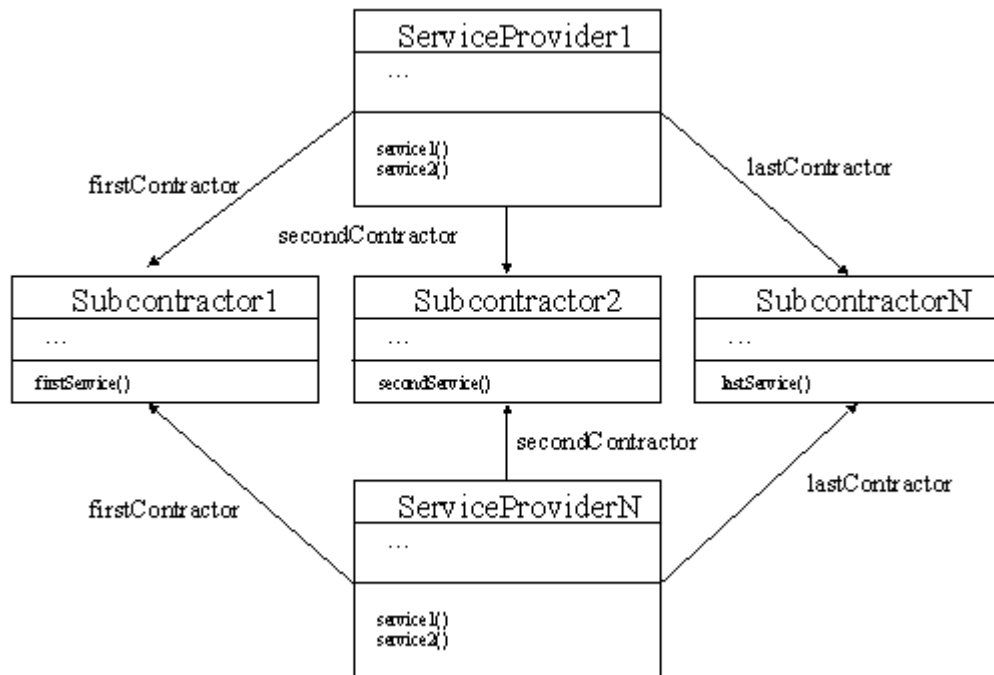 ServiceProvider1
...
service1()
service2()
firstContractor
lastContractor
secondContractor
Subcontractor1
...
firstService()
Subcontractor2
...
secondService()
SubcontractorN
...
lastService()
secondContractor
firstContractor
lastContractor
ServiceProviderN
...
service1()
service2()